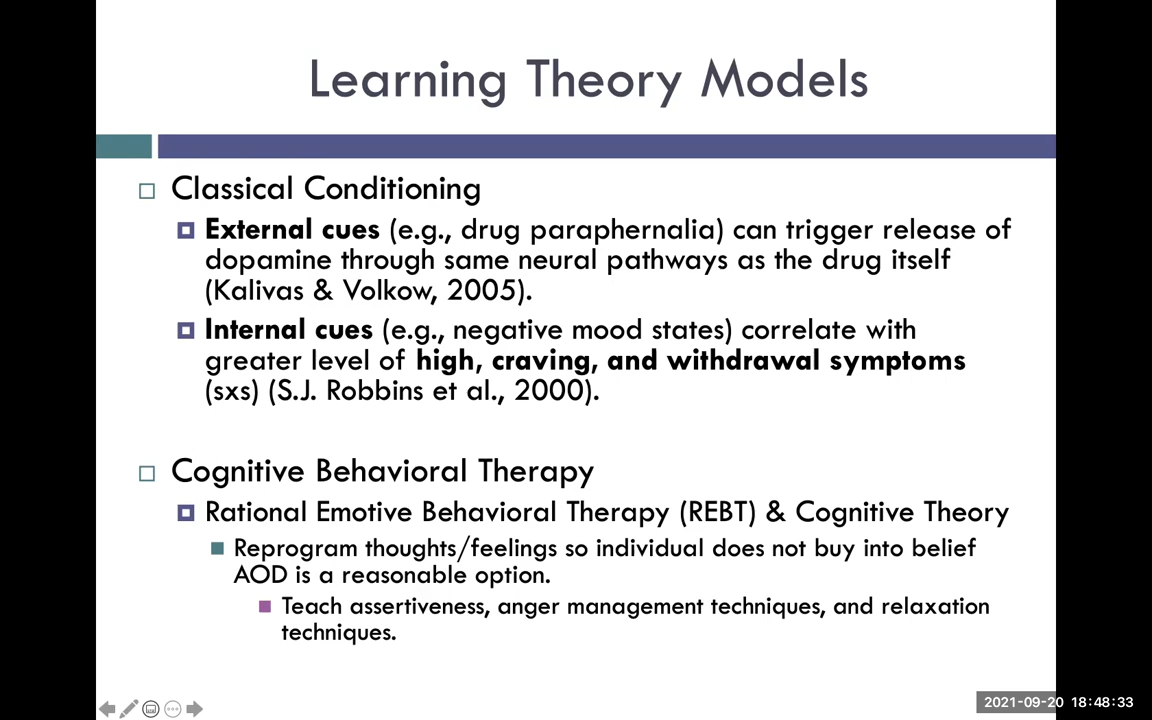 Learning Theory Models
Classical Conditioning
External cues (e.g., drug paraphernalia) can trigger release of
dopamine through same neural pathways as the drug itself
(Kalivas & Volkow, 2005).
Internal cues (e.g., negative mood states) correlate with
greater level of high, craving, and withdrawal symptoms
(sxs) (S.J. Robbins et al., 2000).
Cognitive Behavioral Therapy
Rational Emotive Behavioral Therapy (REBT) & Cognitive Theory
Reprogram thoughts/feelings so individual does not buy into belief
AOD is a reasonable option.
Teach assertiveness, anger management techniques, and relaxation
techniques.
2021-09-20 18:48:33